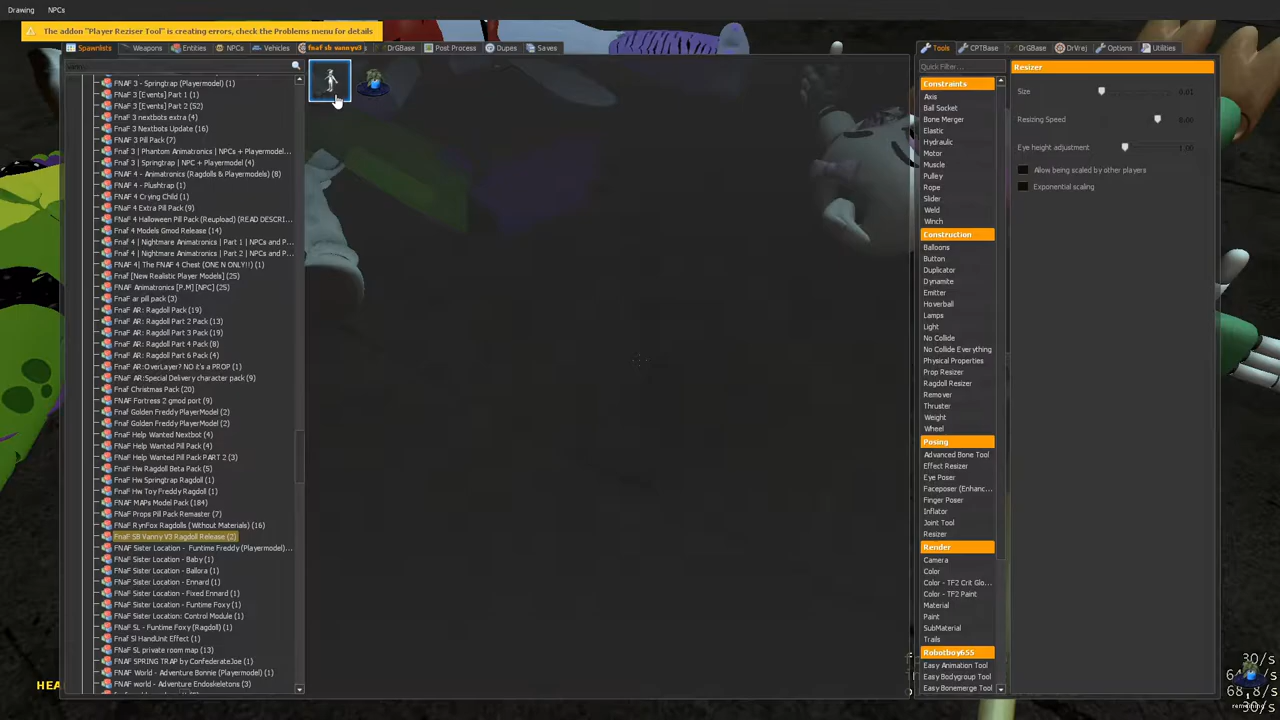 Drawing NPCs
The addon "Player Reziser Tool" is creating errors, check the Problems menu for details
Spawnlists Weapons Entities NPCs Vehicles fnaf sb vannyv3 DrGBase Post Process Dupes Saves
Tools CPTBase DrGBase DrVrej Options Utilities
FNAF 3 - Springtrap (Playermodel) (1)
FNAF 3 [Events] Part 1 (1)
FNAF 3 [Events] Part 2 (S2)
FNaF 3 nextbots extra (4)
FNAF 3 Nextbots Update (16)
FNAF 3 Pill Pack (7)
FNAF 3 | Phantom Animatronics | NPCs + Playermodel...
Fnaf 3 | Springtrap | NPC + Playermodel (4)
FNAF 4 - Animatronics (Ragdolls & Playermodels) (8)
FNAF 4 - Plushtrap (1)
FNAF 4 Crying Child (1)
FNaF 4 Extra Pill Pack (9)
FNAF 4 Halloween Pill Pack (Reupload) (READ DESCRI...
Fnaf 4 Models Gmod Release (14)
FNAF 4 | Nightmare Animatronics | Part 1 | NPCs and P...
Fnaf 4 | Nightmare Animatronics | Part 2 | NPCs and P...
FNAF 4| The FNAF 4 Chest (ONE N ONLY!!) (1)
Fnaf [New Realistic Player Models] (25)
FNAF Animatronics [P.M] [NPC] (25)
FnaF ar pill pack (3)
FnaF AR: Ragdoll Pack (19)
FnaF AR: Ragdoll Part 2 Pack (13)
FnaF AR: Ragdoll Part 3 Pack (19)
FnaF AR: Ragdoll Part 4 Pack (8)
FnaF AR: Ragdoll Part 6 Pack (4)
FNaF AR:OverLayer? NO it's a PROP (1)
FNaF AR:Special Delivery character pack (9)
Fnaf Christmas Pack (20)
FNAF Fortress 2 gmod port (9)
Fnaf Golden Freddy PlayerModel (2)
Fnaf Golden Freddy PlayerModel (2)
FnaF Help Wanted Nextbot (4)
FNAF Help Wanted Pill Pack (4)
FNAF Help Wanted Pill Pack PART 2 (3)
FnaF Hw Ragdoll Beta Pack (5)
FNaF Hw Springtrap Ragdoll (1)
FNaF Hw Toy Freddy Ragdoll (1)
FNAF MAPs Model Pack (184)
FNaF Props Pill Pack Remaster (7)
FNaF RynFox Ragdolls (Without Materials) (16)
FnaF SB Vanny V3 Ragdoll Release (2)
FNAF Sister Location - Funtime Freddy (Playermodel)...
FNaF Sister Location - Baby (1)
FNaF Sister Location - Ballora (1)
FNaF Sister Location - Ennard (1)
FNaF Sister Location - Fixed Ennard (1)
FNaF Sister Location - Funtime Foxy (1)
FNaF Sister Location: Control Module (1)
FNAF SL - Funtime Foxy (Ragdoll) (1)
Fnaf Sl HandUnit Effect (1)
FNaf SL private room map (13)
FNAF SPRING TRAP by ConfederateJoe (1)
FNAF World - Adventure Bonnie (Playermodel) (1)
FNAF world - Adventure Endoskeletons (3)
Quick Filter...
Constraints
Axis
Ball Socket
Bone Merger
Elastic
Hydraulic
Motor
Muscle
Pulley
Rope
Slider
Weld
Winch
Construction
Balloons
Button
Duplicator
Dynamite
Emitter
Hoverball
Lamps
Light
No Collide
No Collide Everything
Physical Properties
Prop Resizer
Ragdoll Resizer
Remover
Thruster
Weight
Wheel
Posing
Advanced Bone Tool
Effect Resizer
Eye Poser
Faceposer (Enhanc...
Finger Poser
Inflator
Joint Tool
Resizer
Render
Camera
Color
Color - TF2 Crit Glo...
Color - TF2 Paint
Material
Paint
SubMaterial
Trails
Robotboy655
Easy Animation Tool
Easy Bodygroup Tool
Easy Bonemerge Tool
Resizer
Size 0.01
Resizing Speed 0.00
Eye height adjustment 1.00
Allow being scaled by other players
Exponential scaling
HEA
30/s
68.8/s
30/s
remaining